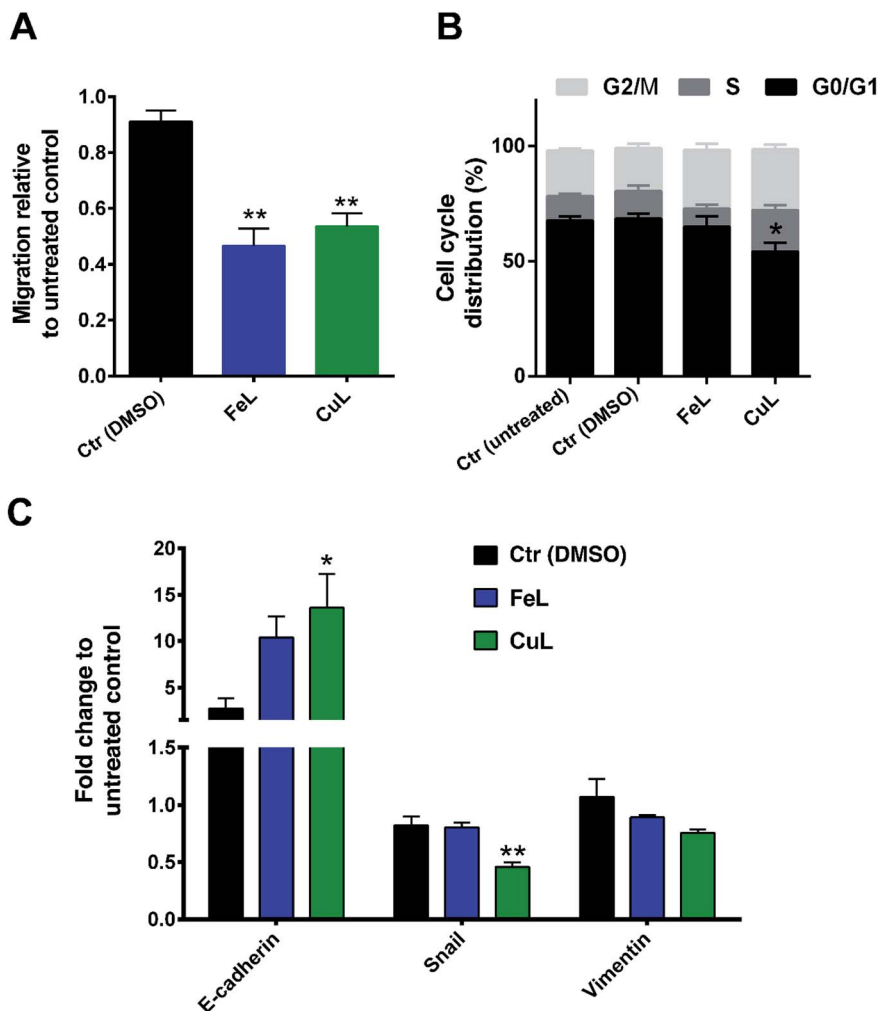 A
Migration relative
to untreated control
1.0
0.8
0.6
0.4
0.2
0.0
**
**
Ctr (DMSO)
FeL
CuL
B
G2/M
S
G0/G1
Cell cycle
distribution (%)
100
50
0
*
Ctr (untreated)
Ctr (DMSO)
FeL
CuL
C
Fold change to
untreated control
20
15
10
5
1.5
1.0
0.5
0.0
*
**
Ctr (DMSO)
FeL
CuL
E-cadherin
Snail
Vimentin